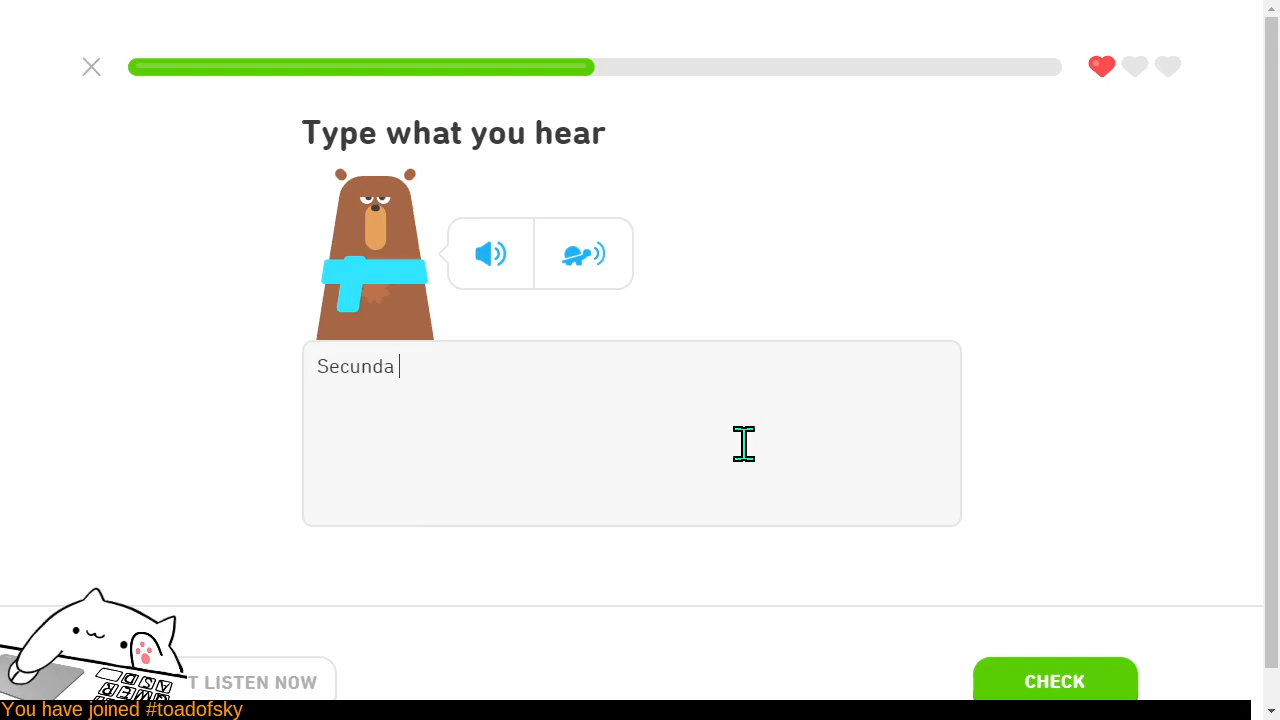 Type what you hear
Secunda
T LISTEN NOW
CHECK
You have joined #toadofsky